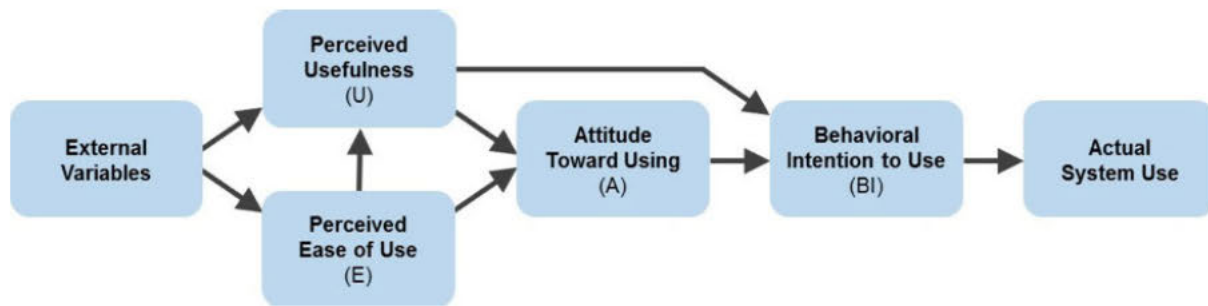 External
Variables
Perceived
Usefulness
(U)
Perceived
Ease of Use
(E)
Attitude
Toward Using
(A)
Behavioral
Intention to Use
(BI)
Actual
System Use